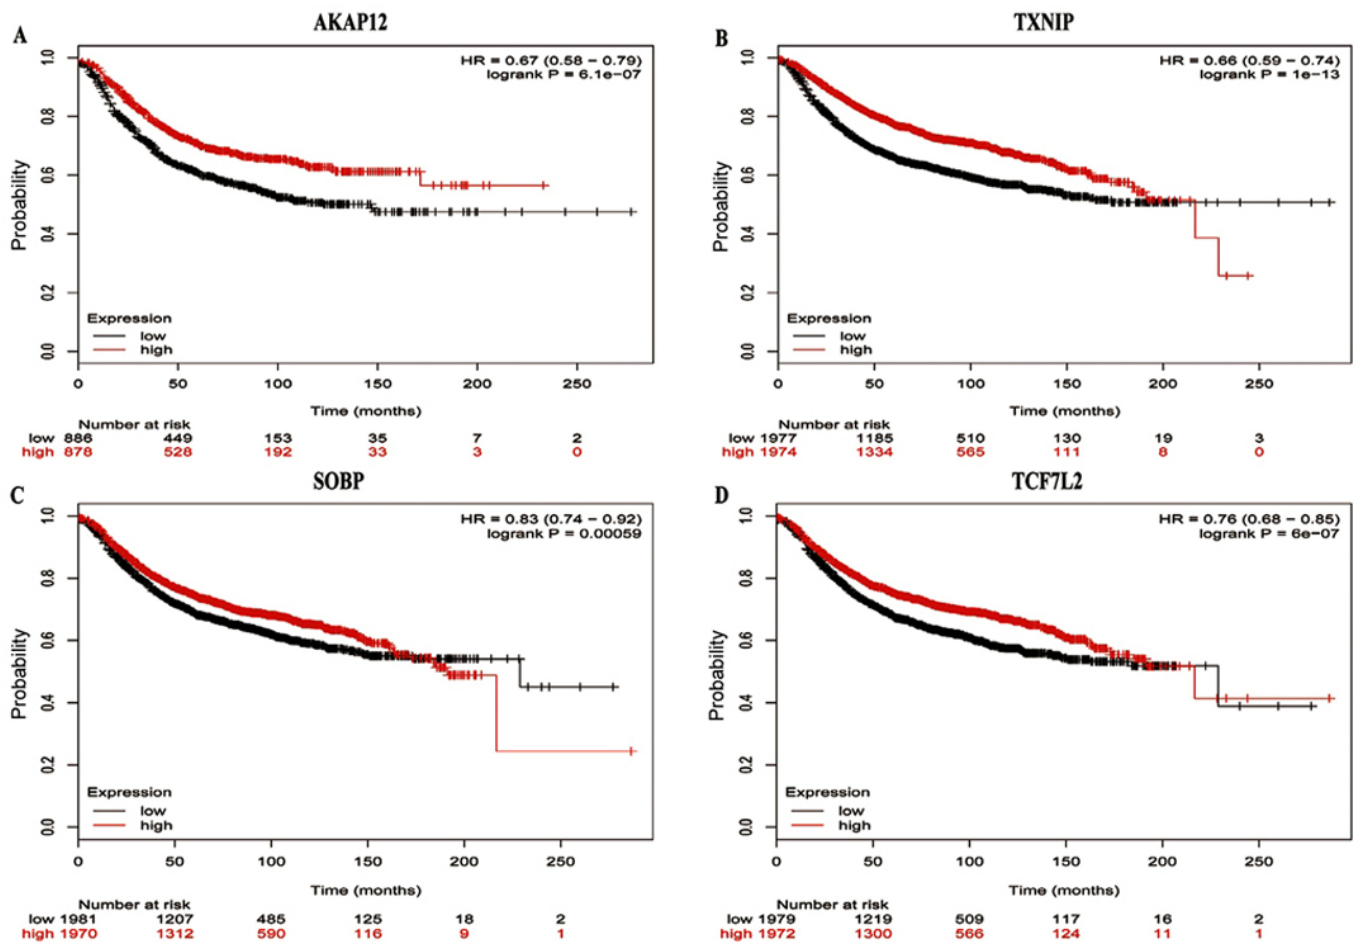 A
AKAP12
HR = 0.67 (0.58 – 0.79)
logrank P = 6.1e−07
Probability
1.0
0.8
0.6
0.4
0.2
0.0
Expression
low
high
0 50 100 150 200 250
Time (months)
Number at risk
low 886 449 153 35 7 2
high 878 528 192 33 3 0
B
TXNIP
HR = 0.66 (0.59 – 0.74)
logrank P = 1e−13
Probability
1.0
0.8
0.6
0.4
0.2
0.0
Expression
low
high
0 50 100 150 200 250
Time (months)
Number at risk
low 1977 1185 510 130 19 3
high 1974 1334 565 111 8 0
C
SOBP
HR = 0.83 (0.74 – 0.92)
logrank P = 0.00059
Probability
1.0
0.8
0.6
0.4
0.2
0.0
Expression
low
high
0 50 100 150 200 250
Time (months)
Number at risk
low 1981 1207 485 125 18 2
high 1970 1312 590 116 9 1
D
TCF7L2
HR = 0.76 (0.68 – 0.85)
logrank P = 6e−07
Probability
1.0
0.8
0.6
0.4
0.2
0.0
Expression
low
high
0 50 100 150 200 250
Time (months)
Number at risk
low 1979 1219 509 117 16 2
high 1972 1300 566 124 11 1